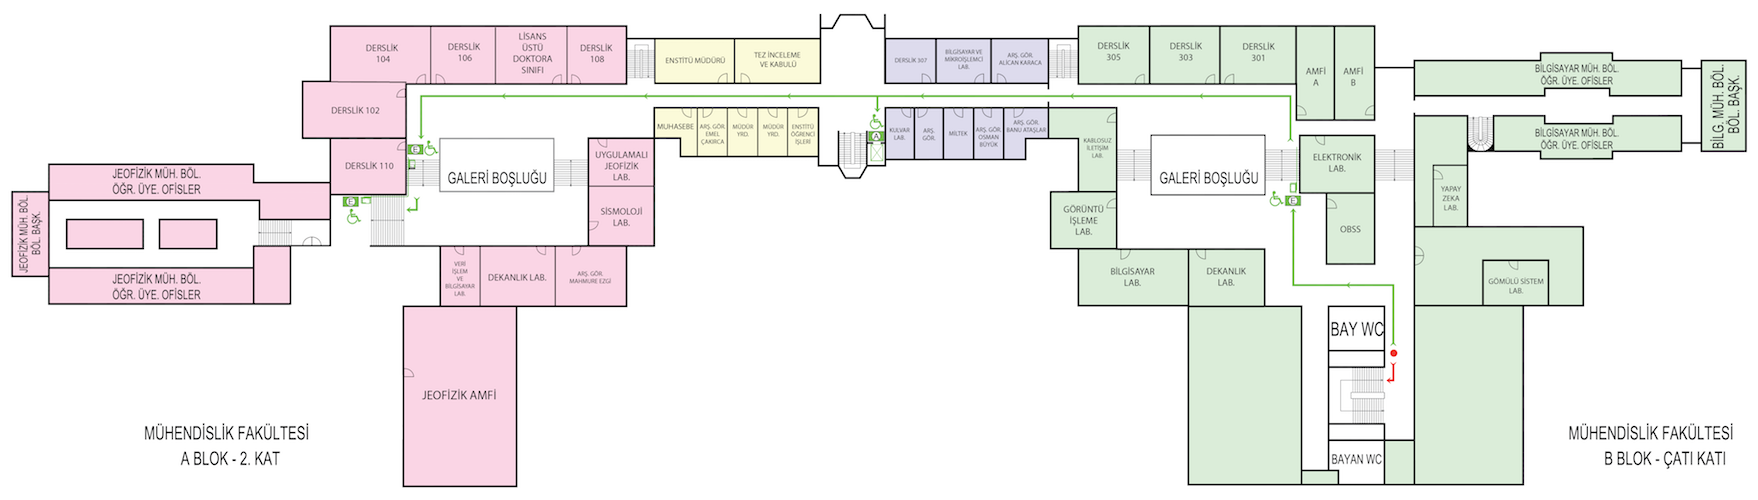 DERSLİK
104
DERSLİK
106
LİSANS
ÜSTÜ
DOKTORA
SINIFI
DERSLİK
108
ENSTİTÜ MÜDÜRÜ
TEZ İNCELEME
VE KABULÜ
DERSLİK 307
BİLGİSAYAR VE
MİKROİŞLEMCİ
LAB.
ARŞ. GÖR.
ALICAN KARACA
DERSLİK
305
DERSLİK
303
DERSLİK
301
AMFİ
A
AMFİ
B
BİLGİSAYAR MÜH. BÖL.
ÖĞR. ÜYE. OFİSLER
BİLG. MÜH. BÖL.
BÖL. BAŞK.
DERSLİK 102
MUHASEBE
ARŞ. GÖR.
EMEL
ÇAKIRCA
MÜDÜR
YRD.
MÜDÜR
YRD.
ENSTİTÜ
ÖĞRENCİ
İŞLERİ
A
KULVAR
LAB.
ARŞ.
GÖR.
MILTEK
ARŞ. GÖR.
OSMAN
BÜYÜK
ARŞ. GÖR.
BANU ATAŞLAR
KABLOSUZ
İLETİŞİM
LAB.
BİLGİSAYAR MÜH. BÖL.
ÖĞR. ÜYE. OFİSLER
DERSLİK 110
E
UYGULAMALI
JEOFİZİK
LAB.
GALERİ BOŞLUĞU
GALERİ BOŞLUĞU
ELEKTRONİK
LAB.
JEOFİZİK MÜH. BÖL.
ÖĞR. ÜYE. OFİSLER
E
E
YAPAY
ZEKA
LAB.
JEOFİZİK MÜH. BÖL.
BÖL. BAŞK.
SİSMOLOJİ
LAB.
GÖRÜNTÜ
İŞLEME
LAB.
OBSS
JEOFİZİK MÜH. BÖL.
ÖĞR. ÜYE. OFİSLER
VERİ
İŞLEM
VE
BİLGİSAYAR
LAB.
DEKANLIK LAB.
ARŞ. GÖR.
MAHMURE EZGİ
BİLGİSAYAR
LAB.
DEKANLIK
LAB.
GÖMÜLÜ SİSTEM
LAB.
BAY WC
JEOFİZİK AMFİ
BAYAN WC
MÜHENDİSLİK FAKÜLTESİ
A BLOK - 2. KAT
MÜHENDİSLİK FAKÜLTESİ
B BLOK - ÇATI KATI